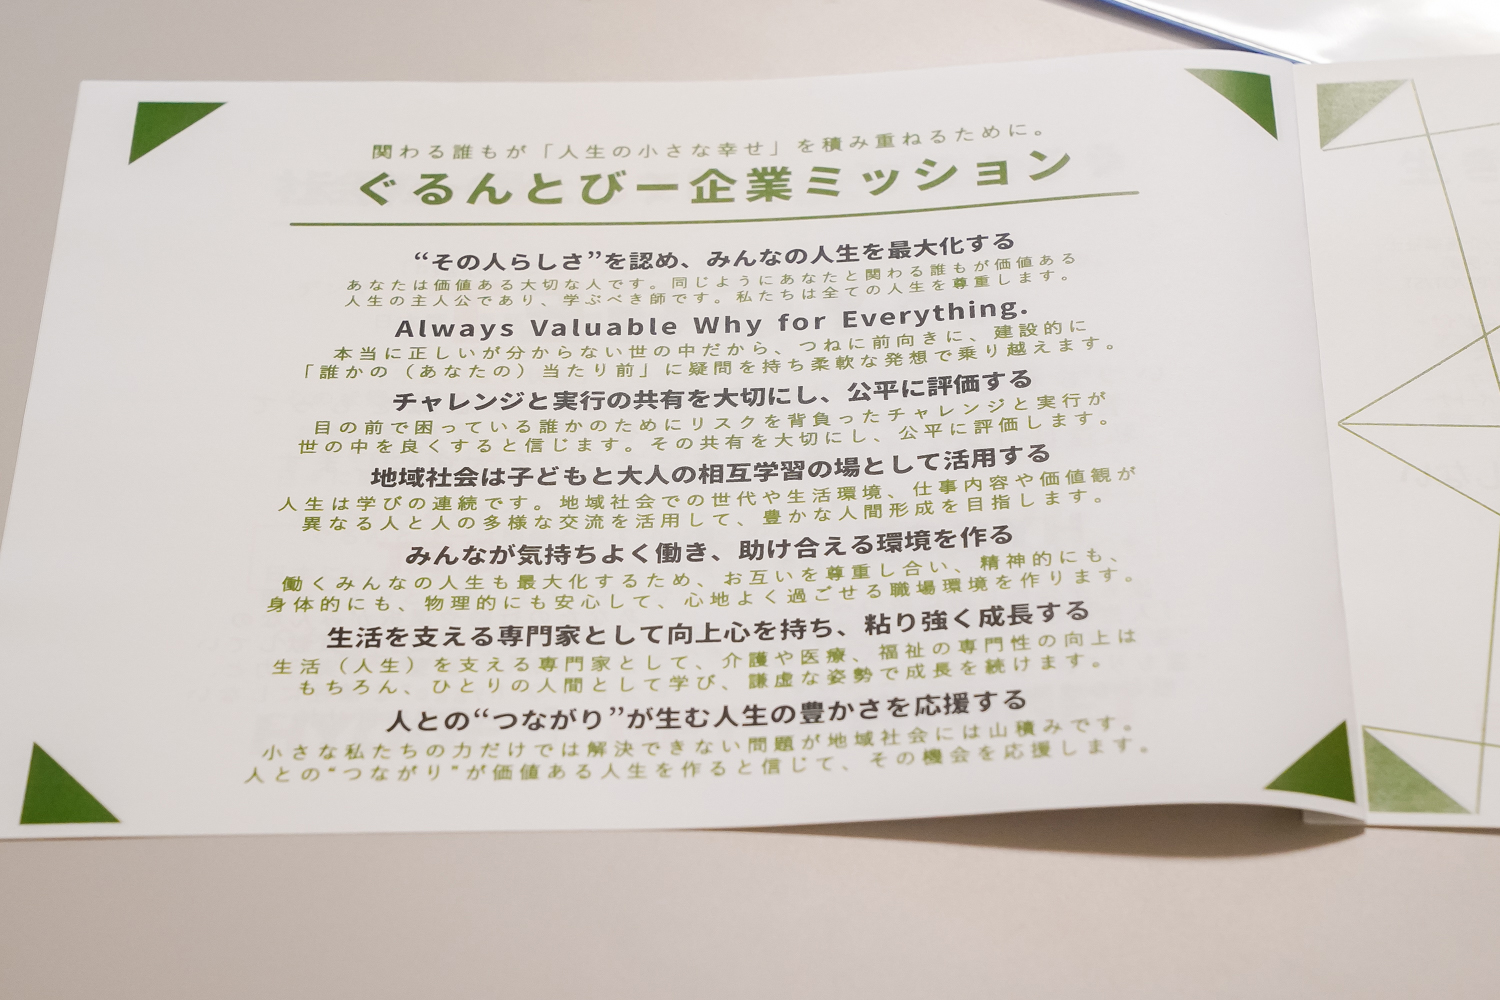 関わる誰もが「人生の小さな幸せ」を積み重ねるために。
ぐるんとびー企業ミッション
“その人らしさ”を認め、みんなの人生を最大化する
あなたは価値ある大切な人です。同じようにあなたと関わる誰もが価値ある
人生の主人公であり、学ぶべき師です。私たちは全ての人生を尊重します。
Always Valuable Why for Everything.
本当に正しいが分からない世の中だから、つねに前向きに、建設的に
「誰かの（あなたの）当たり前」に疑問を持ち柔軟な発想で乗り越えます。
チャレンジと実行の共有を大切にし、公平に評価する
目の前で困っている誰かのためにリスクを背負ったチャレンジと実行が
世の中を良くすると信じます。その共有を大切にし、公平に評価します。
地域社会は子どもと大人の相互学習の場として活用する
人生は学びの連続です。地域社会での世代や生活環境、仕事内容や価値観が
異なる人と人の多様な交流を活用して、豊かな人間形成を目指します。
みんなが気持ちよく働き、助け合える環境を作る
働くみんなの人生も最大化するため、お互いを尊重し合い、精神的にも、
身体的にも、物理的にも安心して、心地よく過ごせる職場環境を作ります。
生活を支える専門家として向上心を持ち、粘り強く成長する
生活（人生）を支える専門家として、介護や医療、福祉の専門性の向上は
もちろん、ひとりの人間として学び、謙虚な姿勢で成長を続けます。
人との“つながり”が生む人生の豊かさを応援する
小さな私たちの力だけでは解決できない問題が地域社会には山積みです。
人との“つながり”が価値ある人生を作ると信じて、その機会を応援します。